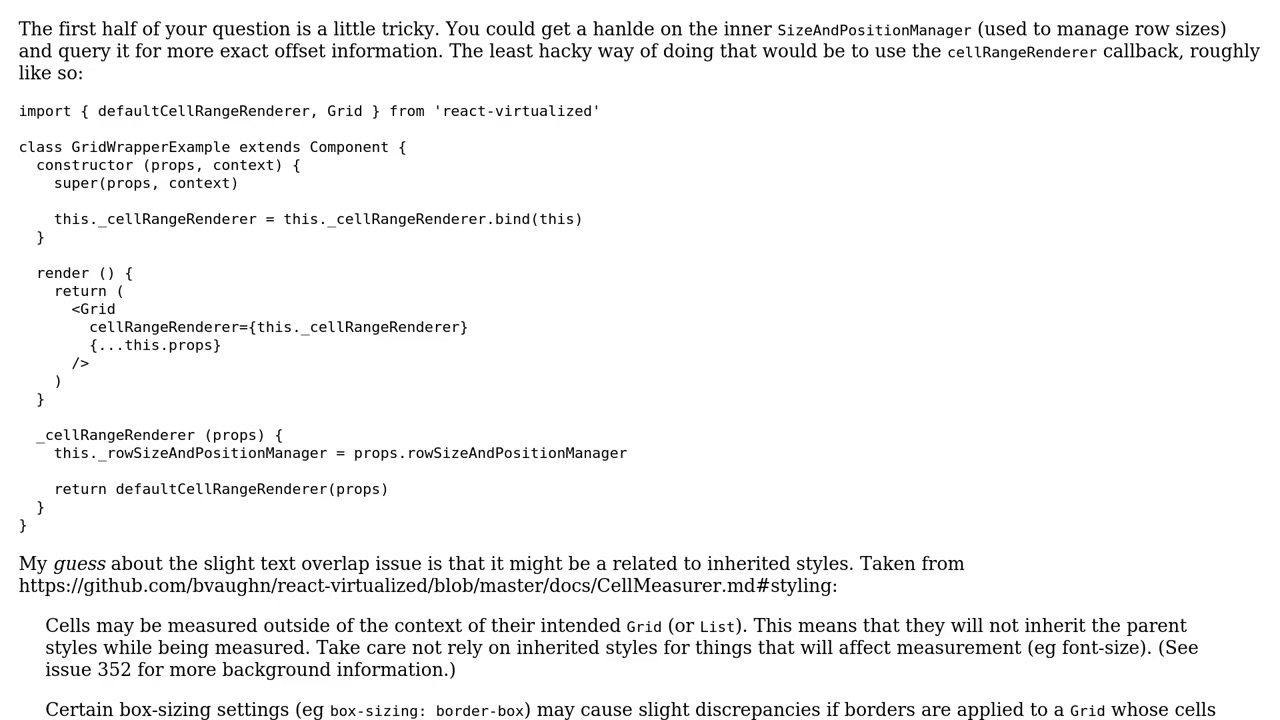 The first half of your question is a little tricky. You could get a hanlde on the inner SizeAndPositionManager (used to manage row sizes)
and query it for more exact offset information. The least hacky way of doing that would be to use the cellRangeRenderer callback, roughly
like so:
import { defaultCellRangeRenderer, Grid } from 'react-virtualized'
class GridWrapperExample extends Component {
  constructor (props, context) {
    super(props, context)
    this._cellRangeRenderer = this._cellRangeRenderer.bind(this)
  }
  render () {
    return (
      <Grid
        cellRangeRenderer={this._cellRangeRenderer}
        {...this.props}
      />
    )
  }
  _cellRangeRenderer (props) {
    this._rowSizeAndPositionManager = props.rowSizeAndPositionManager
    return defaultCellRangeRenderer(props)
  }
}
My guess about the slight text overlap issue is that it might be a related to inherited styles. Taken from
https://github.com/bvaughn/react-virtualized/blob/master/docs/CellMeasurer.md#styling:
Cells may be measured outside of the context of their intended Grid (or List). This means that they will not inherit the parent
styles while being measured. Take care not rely on inherited styles for things that will affect measurement (eg font-size). (See
issue 352 for more background information.)
Certain box-sizing settings (eg box-sizing: border-box) may cause slight discrepancies if borders are applied to a Grid whose cells